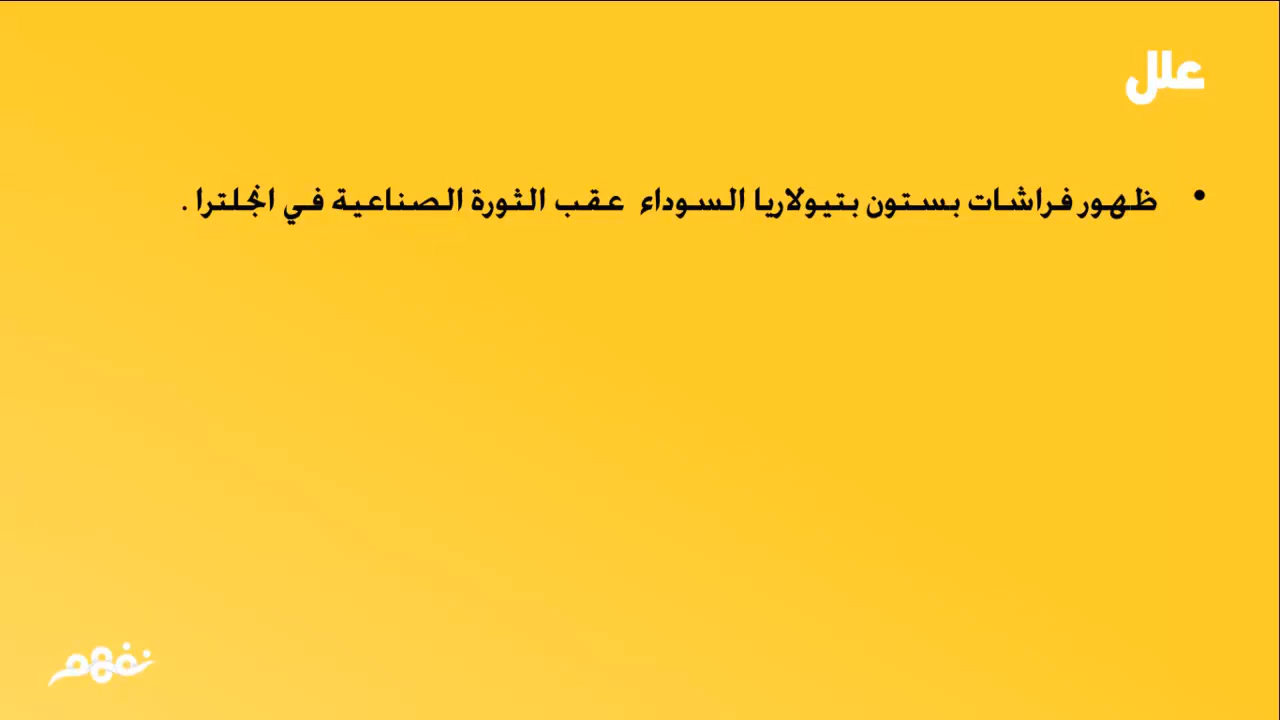 علل
• ظهور فراشات بستون بتيولاريا السوداء عقب الثورة الصناعية في انجلترا .
نفهم